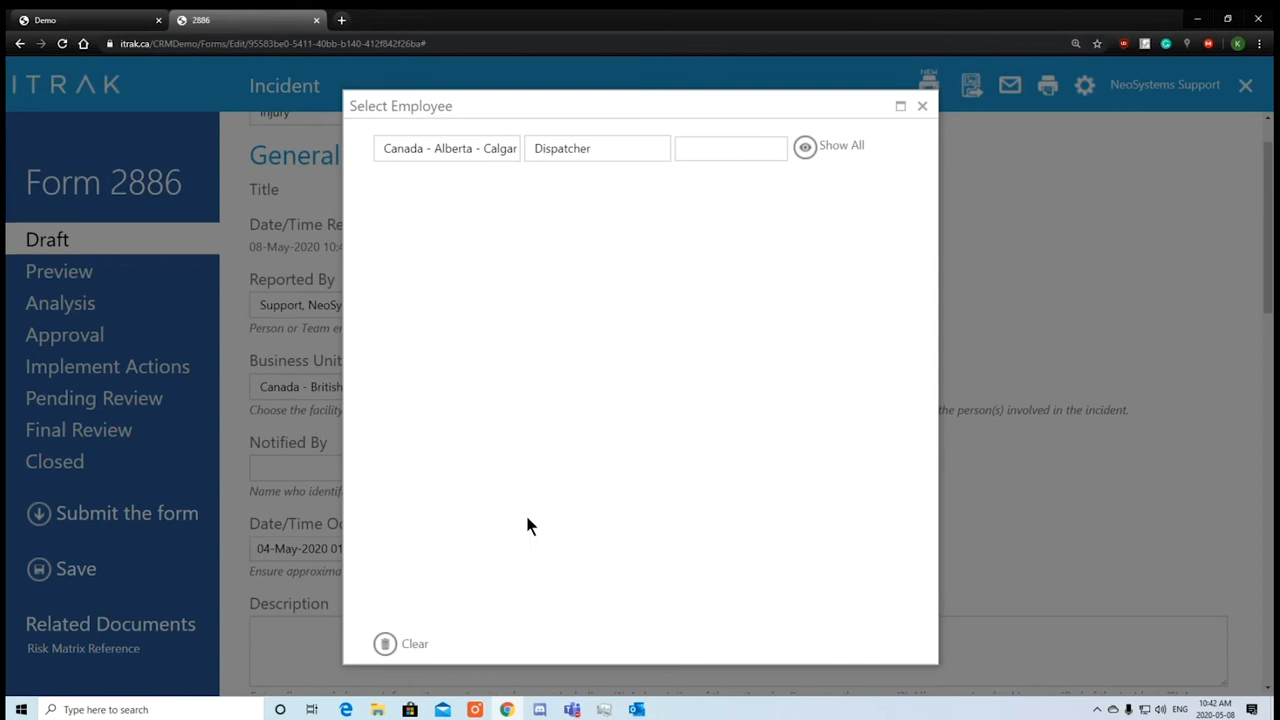 Demo
2886
itrak.ca/CRMDemo/Forms/Edit/95583be0-5411-40bb-b140-412f842f26ba#
K
ITRAK
Incident
NEW
NeoSystems Support
Form 2886
Draft
Preview
Analysis
Approval
Implement Actions
Pending Review
Final Review
Closed
Submit the form
Save
Related Documents
Risk Matrix Reference
Injury
General
Title
Date/Time Re
08-May-2020 10:4
Reported By
Support, NeoSy
Person or Team en
Business Unit
Canada - British
Choose the facility
the person(s) involved in the incident.
Notified By
Name who identif
Date/Time Oc
04-May-2020 01
Ensure approxima
Description
Select Employee
Canada - Alberta - Calgar
Dispatcher
Show All
Clear
Type here to search
ENG
10:42 AM
2020-05-08